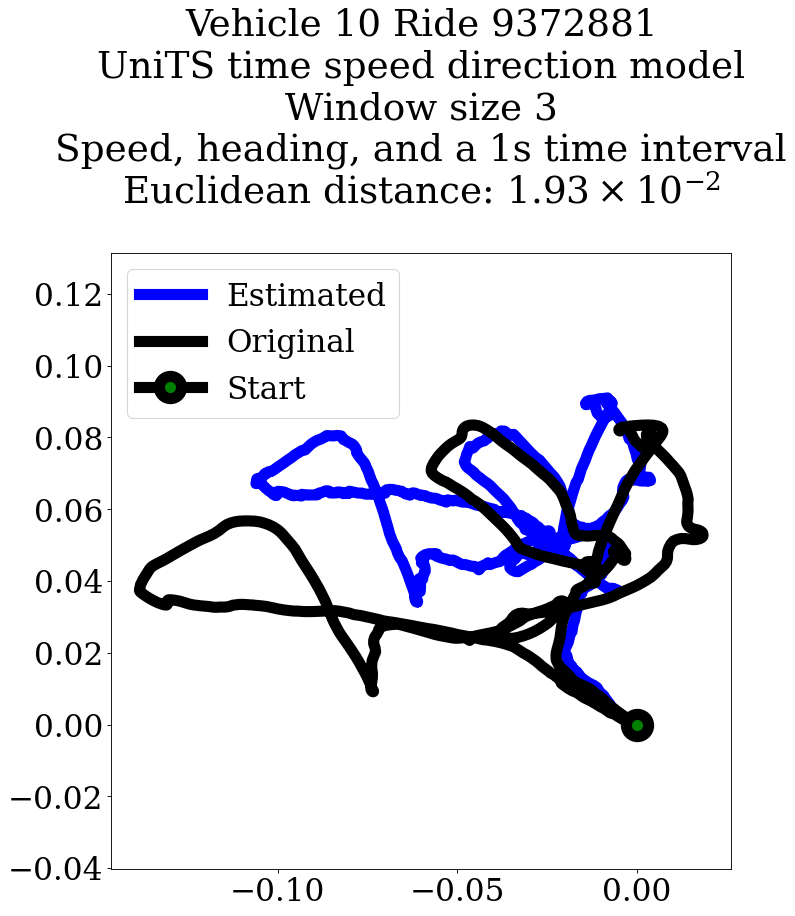 Vehicle 10 Ride 9372881
UniTS time speed direction model
Window size 3
Speed, heading, and a 1s time interval
Euclidean distance: 1.93 × 10⁻²
Estimated
Original
Start
0.12
0.10
0.08
0.06
0.04
0.02
0.00
−0.02
−0.04
−0.10 −0.05 0.00